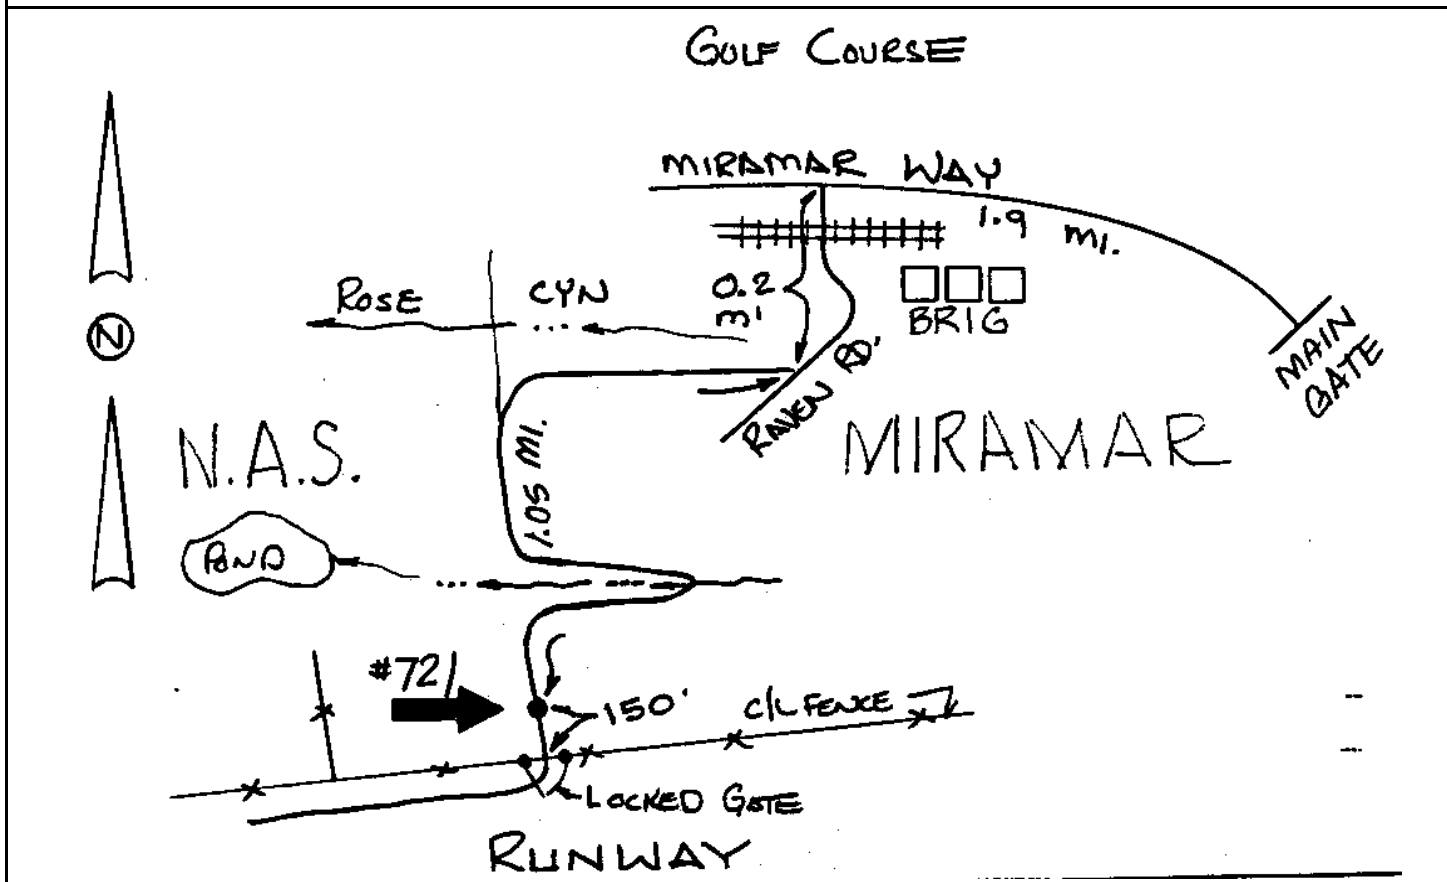 GOLF COURSE
MIRAMAR WAY
1.9 MI.
ROSE CYN
0.2
MI
BRIG
N
RAVEN RD.
MAIN
GATE
N.A.S. MIRAMAR
1.05 MI.
POND
#72
150'
C/L FENCE
LOCKED GATE
RUNWAY